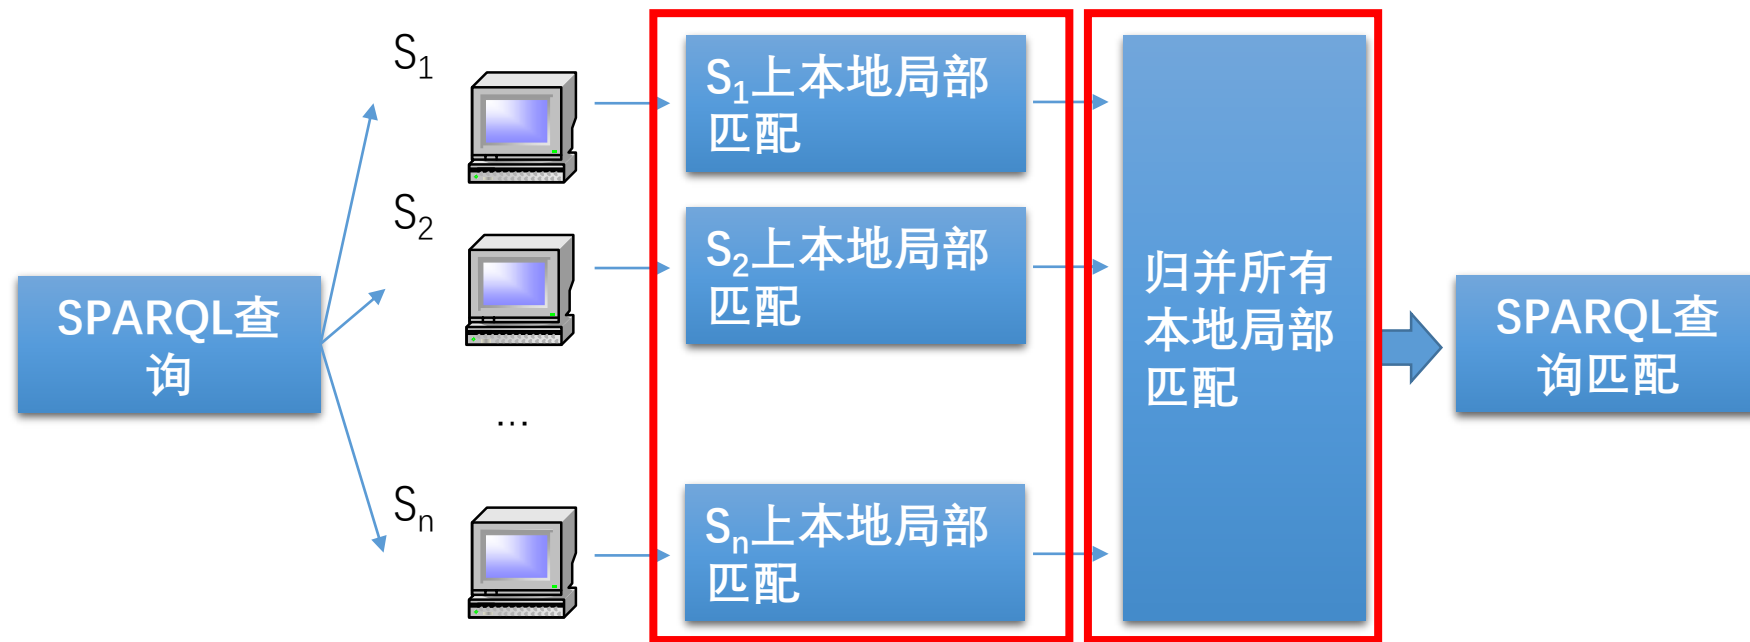 SPARQL查
询
S1
S2
…
Sn
S1上本地局部
匹配
S2上本地局部
匹配
Sn上本地局部
匹配
归并所有
本地局部
匹配
SPARQL查
询匹配